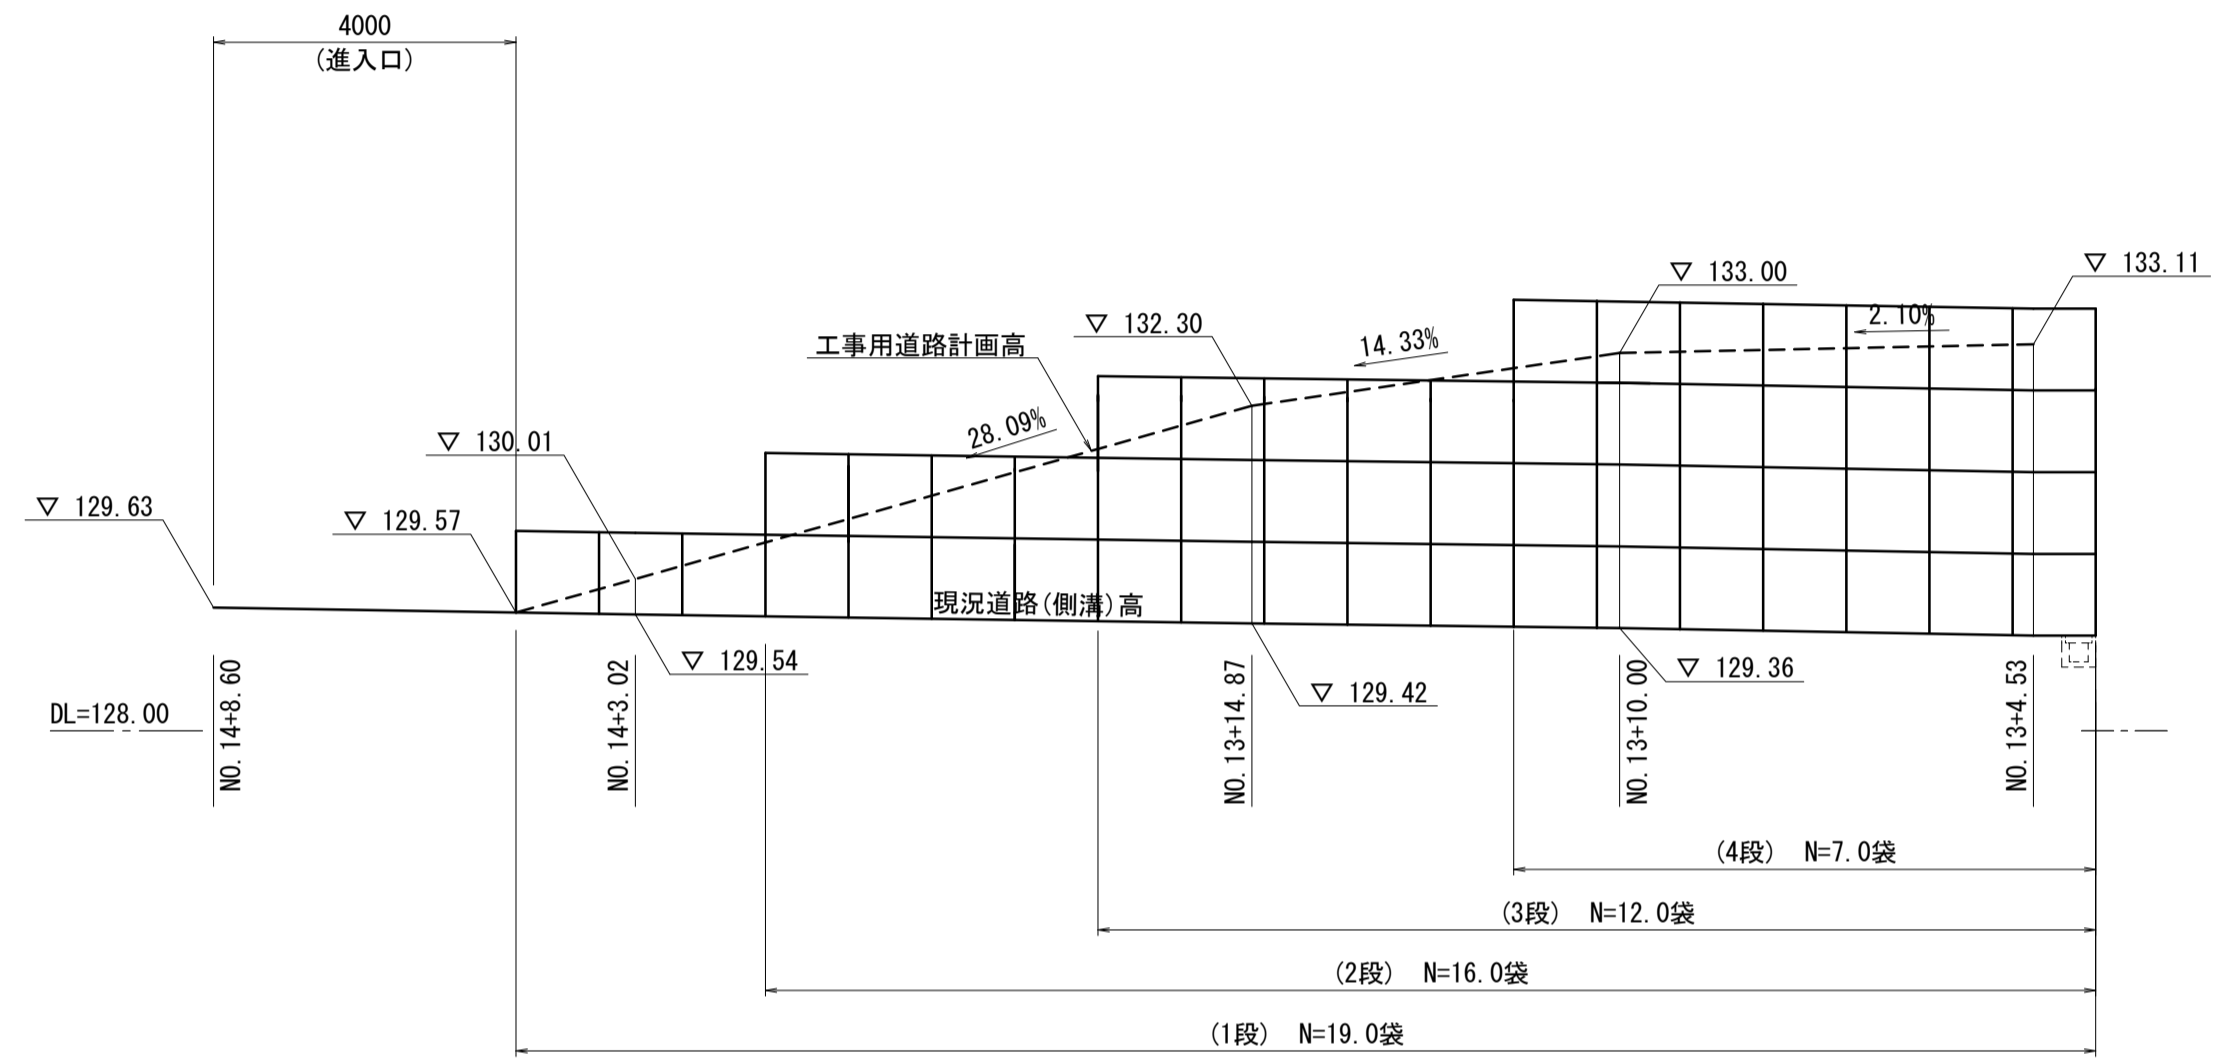 4000
(進入口)
▽ 133.11
▽ 133.00
2.10%
▽ 132.30
14.33%
工事用道路計画高
28.09%
▽ 130.01
▽ 129.63
▽ 129.57
現況道路(側溝)高
▽ 129.54
▽ 129.36
▽ 129.42
DL=128.00
NO.14+8.60
NO.14+3.02
NO.13+14.87
NO.13+10.00
NO.13+4.53
(4段) N=7.0袋
(3段) N=12.0袋
(2段) N=16.0袋
(1段) N=19.0袋